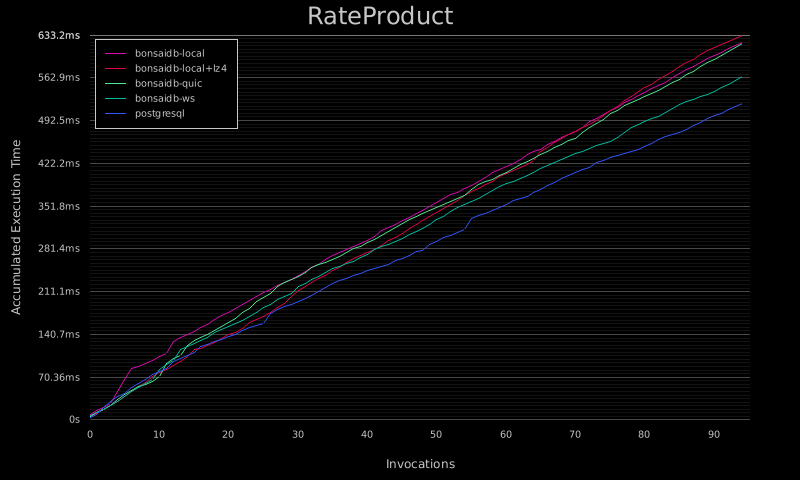 RateProduct
633.2ms
562.9ms
492.5ms
422.2ms
351.8ms
281.4ms
211.1ms
140.7ms
70.36ms
0s
Accumulated Execution Time
bonsaidb-local
bonsaidb-local+lz4
bonsaidb-quic
bonsaidb-ws
postgresql
0 10 20 30 40 50 60 70 80 90
Invocations